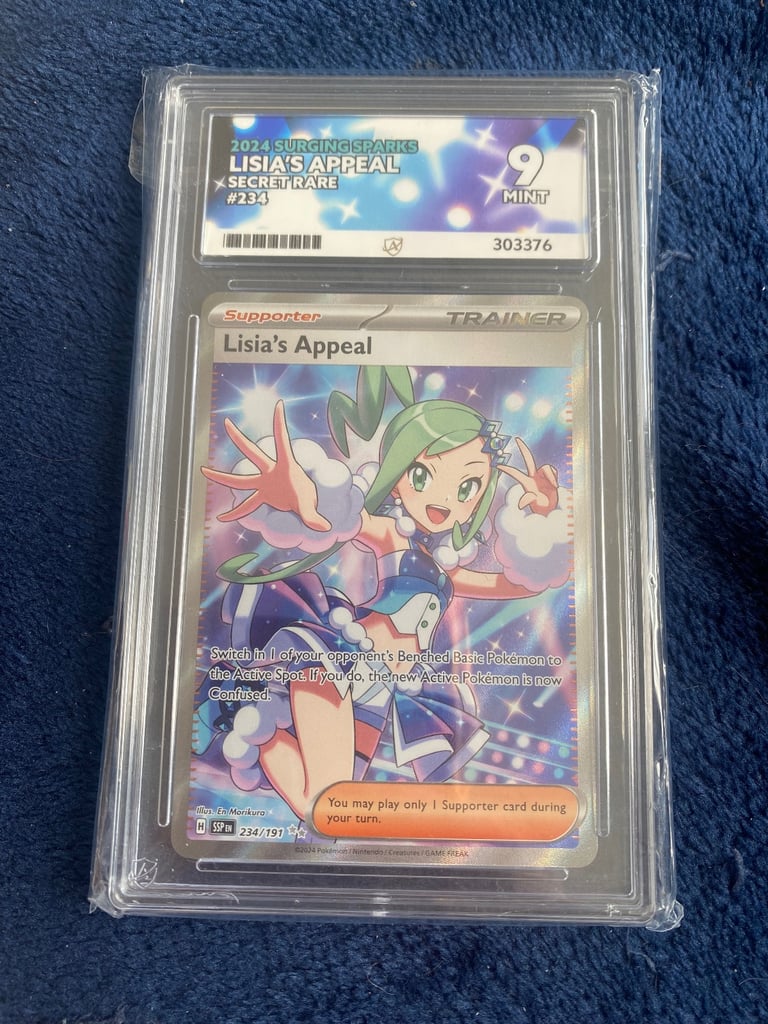 2024 SURGING SPARKS
LISIA'S APPEAL
SECRET RARE
#234
9
MINT
303376
Supporter
TRAINER
Lisia's Appeal
Switch in 1 of your opponent's Benched Basic Pokémon to
the Active Spot. If you do, the new Active Pokémon is now
Confused.
You may play only 1 Supporter card during
your turn.
Illus. En Morikura
H SSP EN 234/191
©2024 Pokémon / Nintendo / Creatures / GAME FREAK